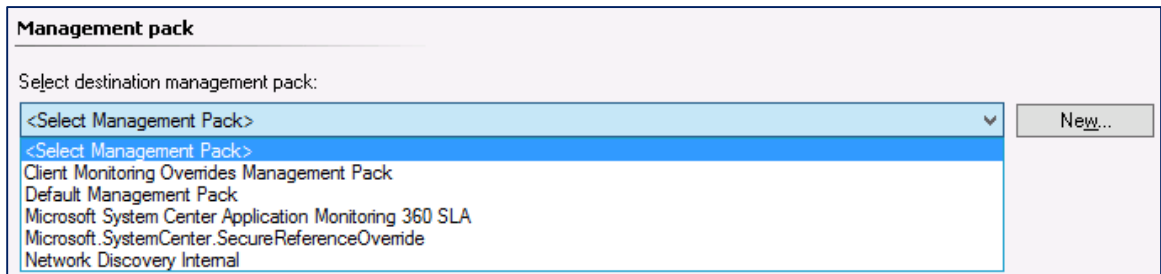 Management pack
Select destination management pack:
<Select Management Pack>
New...
<Select Management Pack>
Client Monitoring Overrides Management Pack
Default Management Pack
Microsoft System Center Application Monitoring 360 SLA
Microsoft.SystemCenter.SecureReferenceOverride
Network Discovery Internal